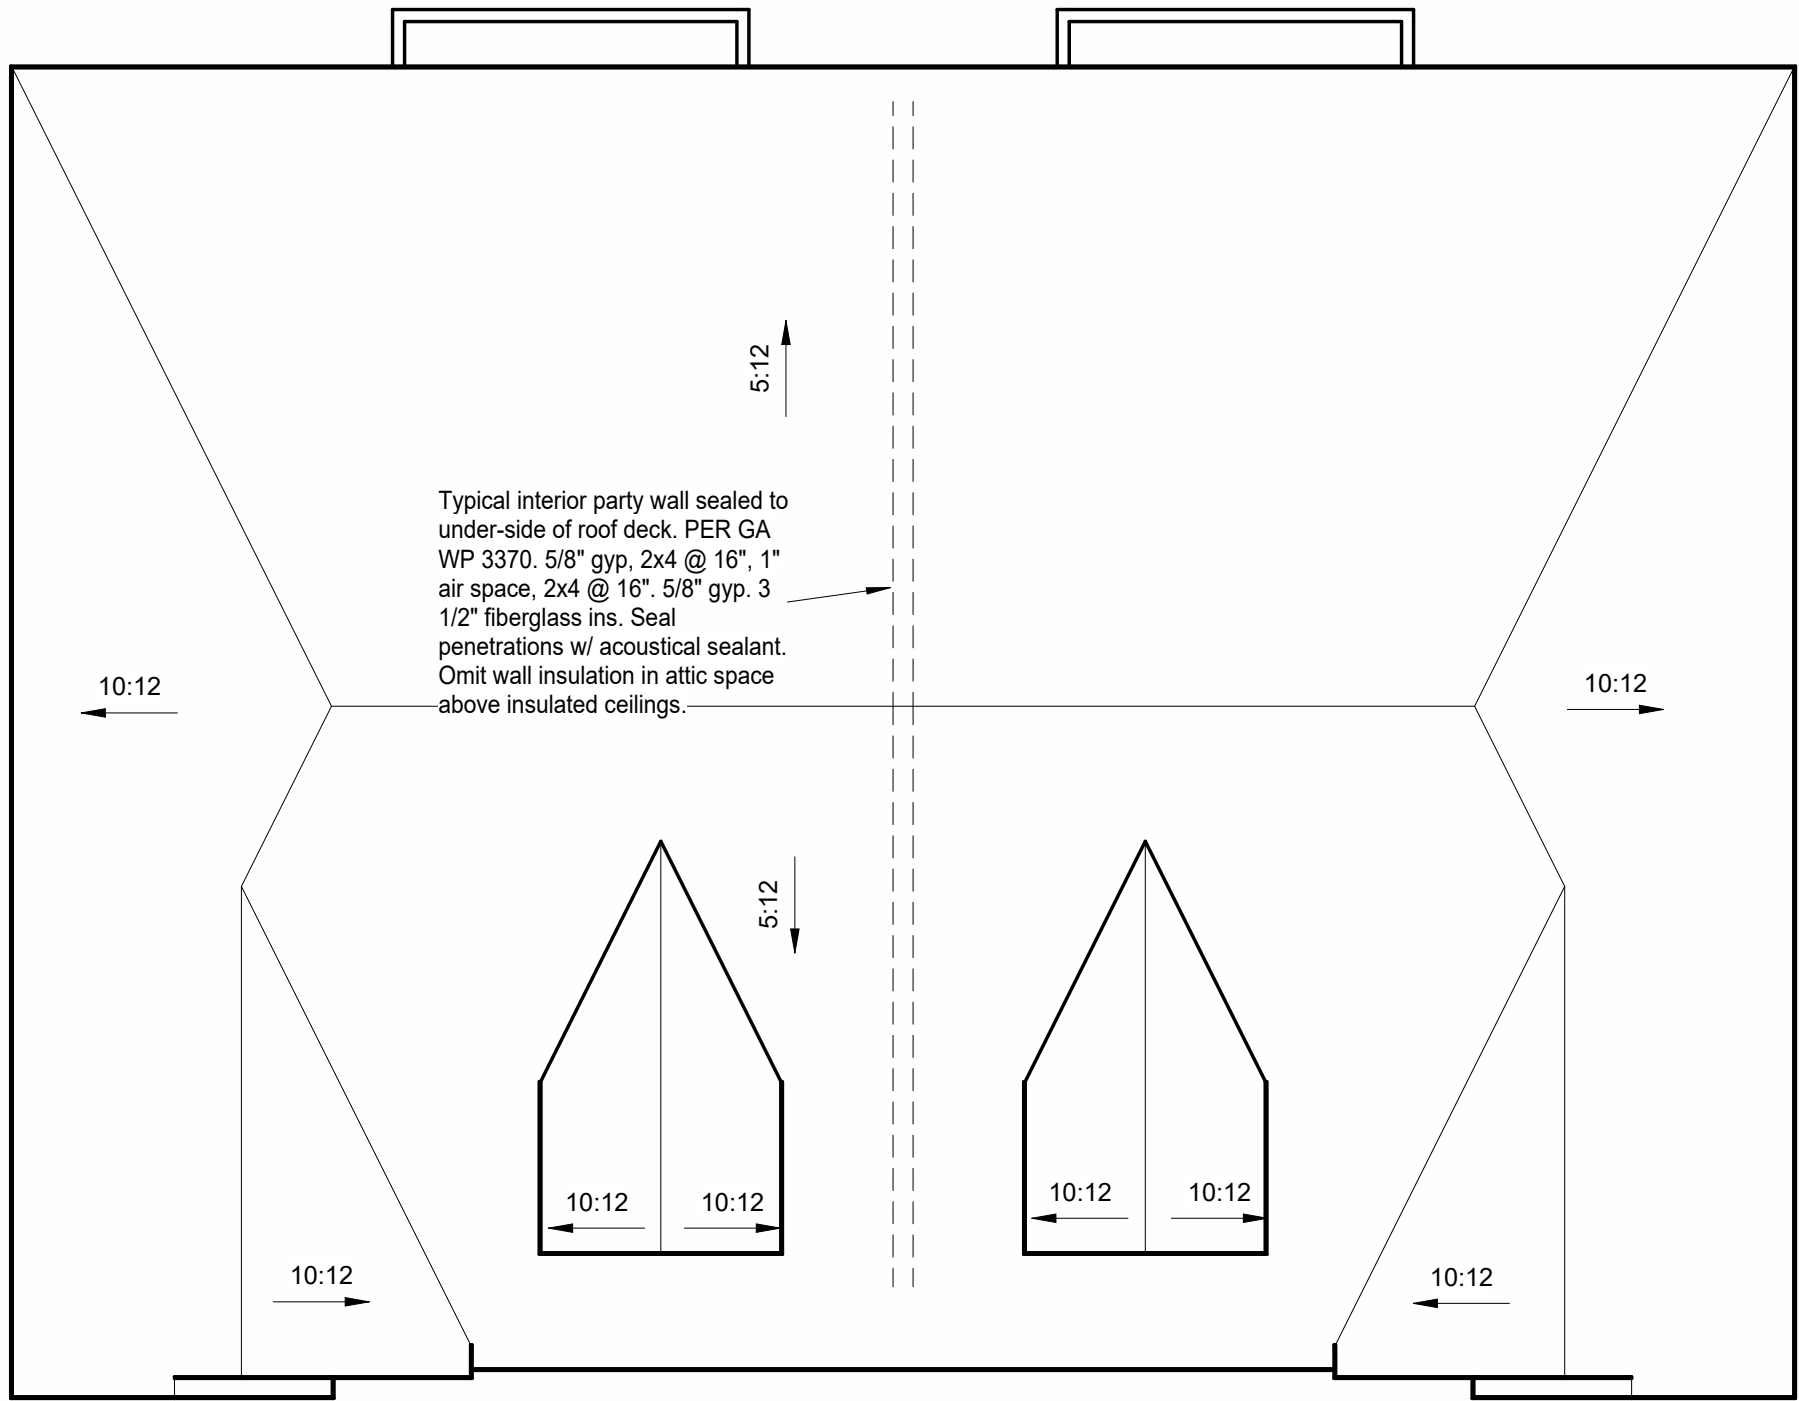 5:12
Typical interior party wall sealed to
under-side of roof deck. PER GA
WP 3370. 5/8" gyp, 2x4 @ 16", 1"
air space, 2x4 @ 16". 5/8" gyp. 3
1/2" fiberglass ins. Seal
penetrations w/ acoustical sealant.
Omit wall insulation in attic space
above insulated ceilings.
10:12
10:12
5:12
10:12
10:12
10:12
10:12
10:12
10:12